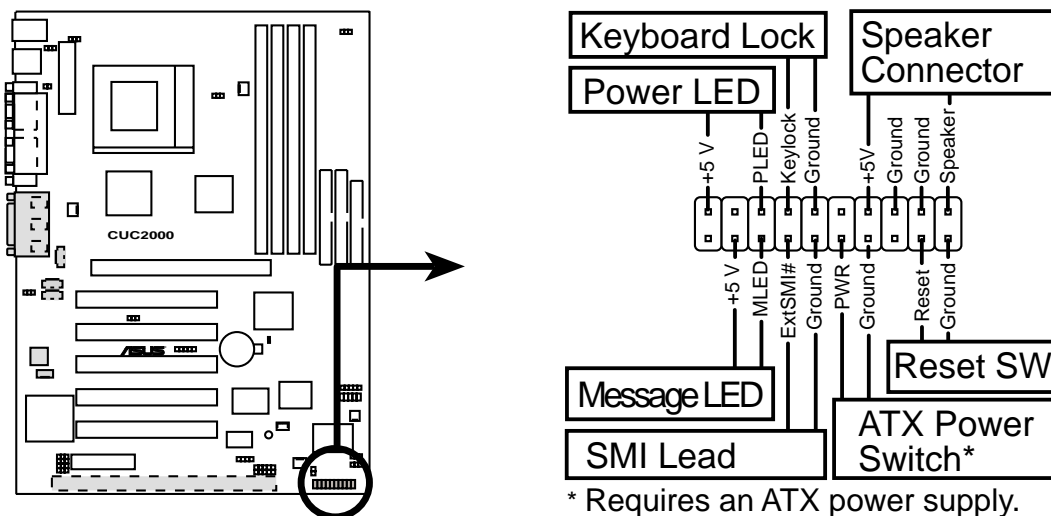 CUC2000
ASUS
Keyboard Lock
Power LED
Speaker
Connector
+5 V
PLED
Keylock
Ground
+5V
Ground
Ground
Speaker
+5 V
MLED
ExtSMI#
Ground
PWR
Ground
Reset
Ground
Message LED
SMI Lead
Reset SW
ATX Power
Switch*
* Requires an ATX power supply.